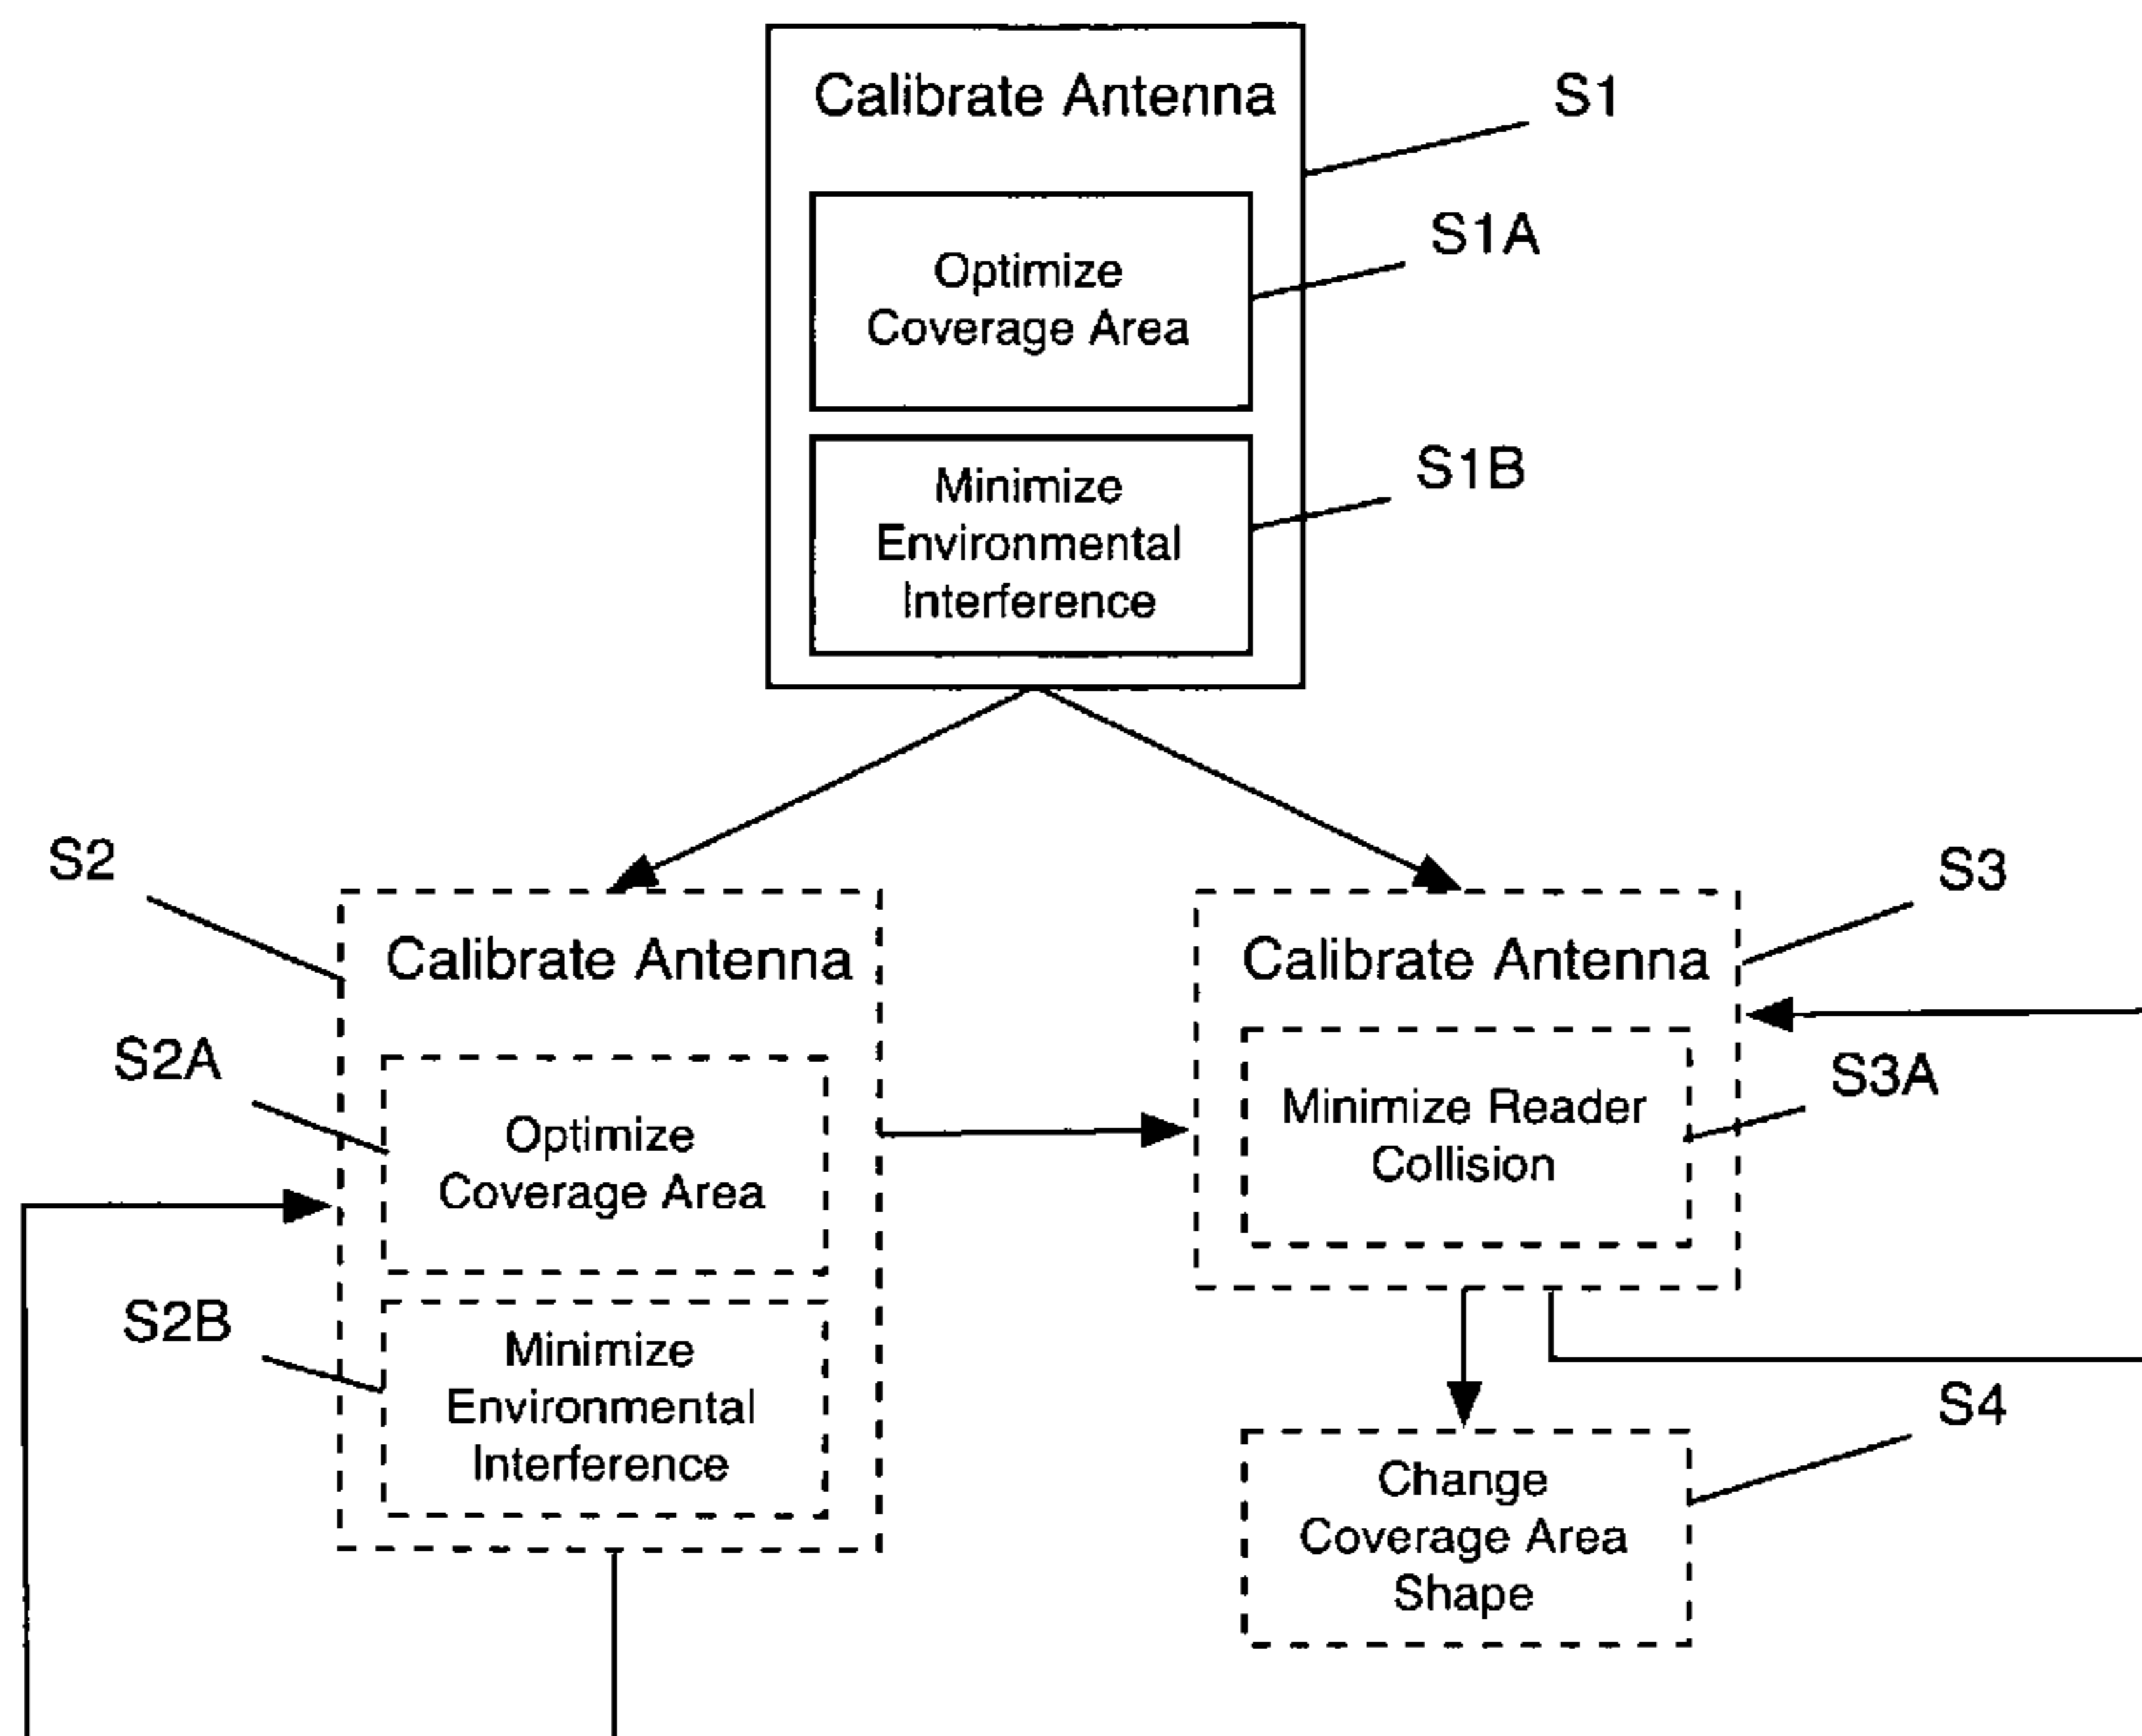 Calibrate Antenna
S1
Optimize
Coverage Area
S1A
Minimize
Environmental
Interference
S1B
S2
Calibrate Antenna
S2A
Optimize
Coverage Area
S2B
Minimize
Environmental
Interference
S3
Calibrate Antenna
Minimize Reader
Collision
S3A
S4
Change
Coverage Area
Shape